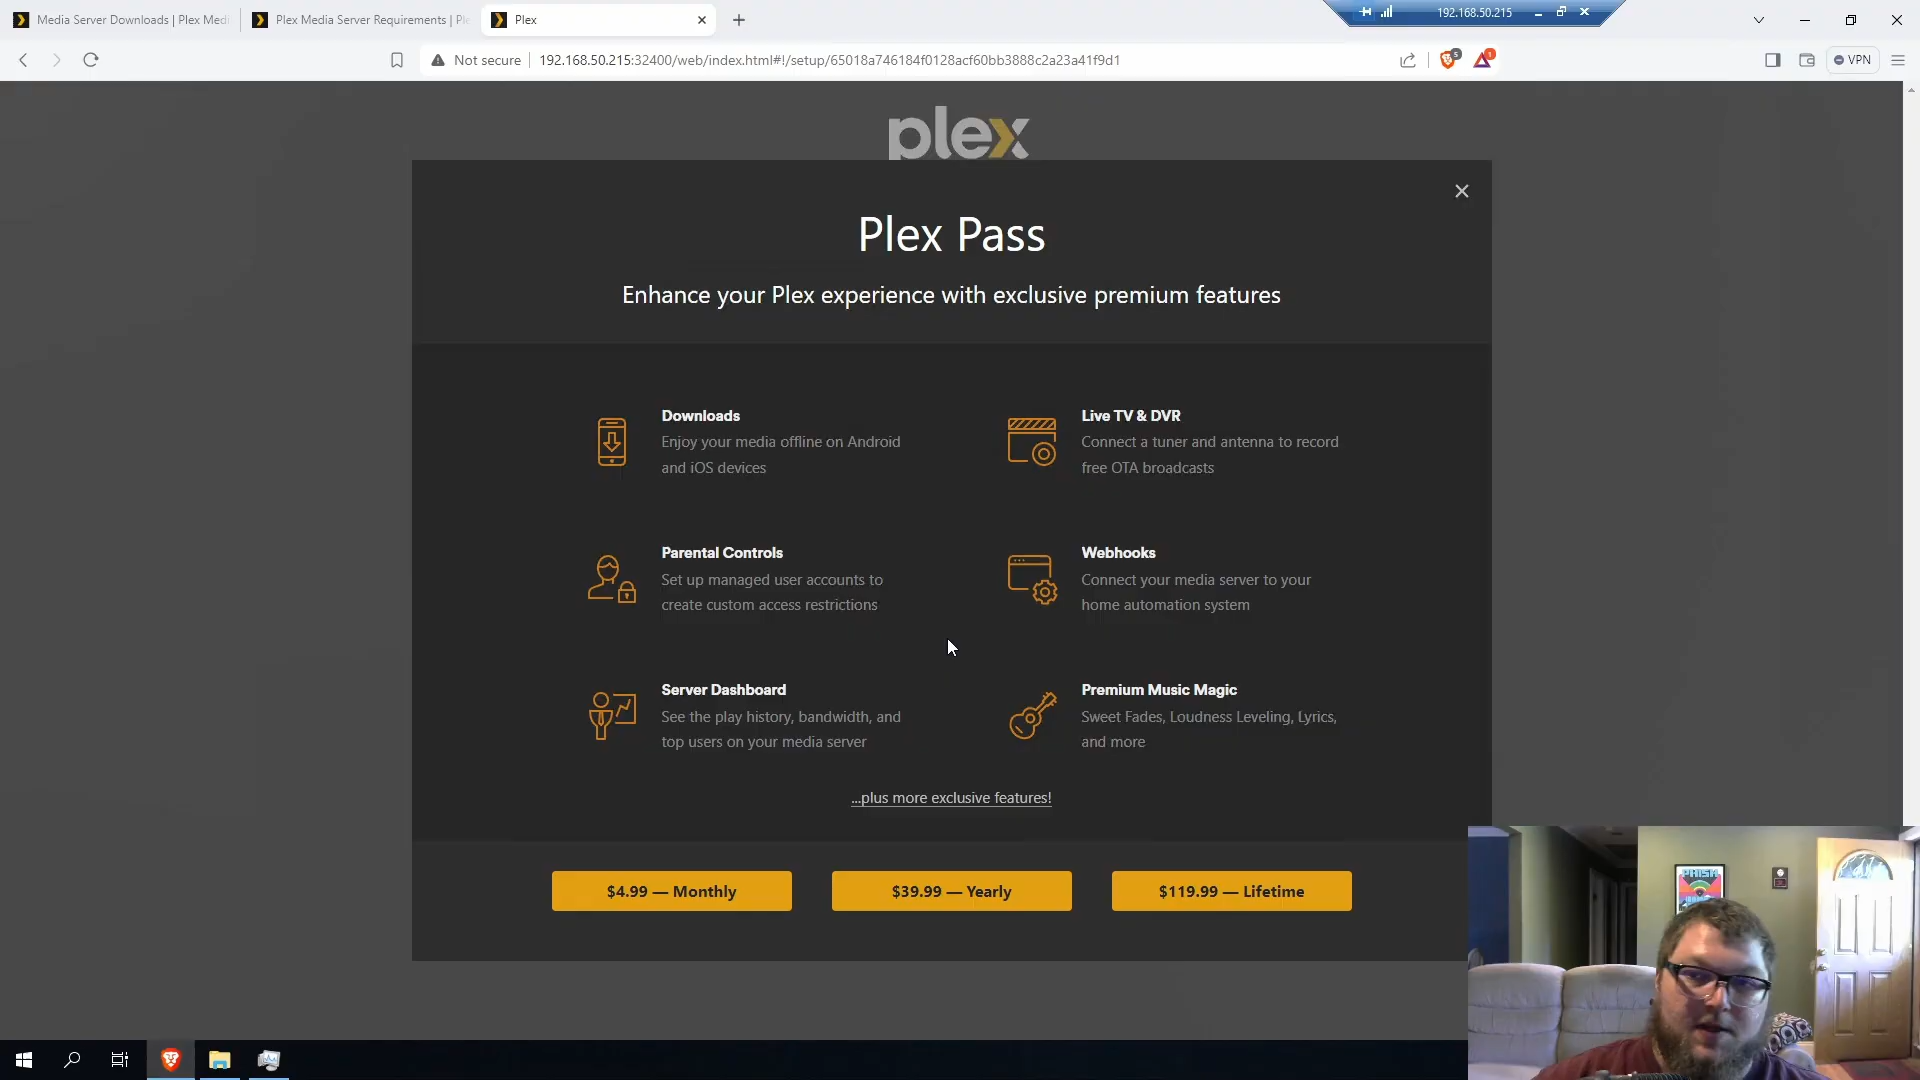 Media Server Downloads | Plex Medi
Plex Media Server Requirements | Ple
Plex
192.168.50.215
Not secure
192.168.50.215:32400/web/index.html#!/setup/65018a746184f0128acf60bb3888c2a23a41f9d1
5
1
VPN
plex
Plex Pass
Enhance your Plex experience with exclusive premium features
Downloads
Enjoy your media offline on Android
and iOS devices
Live TV & DVR
Connect a tuner and antenna to record
free OTA broadcasts
Parental Controls
Set up managed user accounts to
create custom access restrictions
Webhooks
Connect your media server to your
home automation system
Server Dashboard
See the play history, bandwidth, and
top users on your media server
Premium Music Magic
Sweet Fades, Loudness Leveling, Lyrics,
and more
...plus more exclusive features!
$4.99 — Monthly
$39.99 — Yearly
$119.99 — Lifetime
PHISH